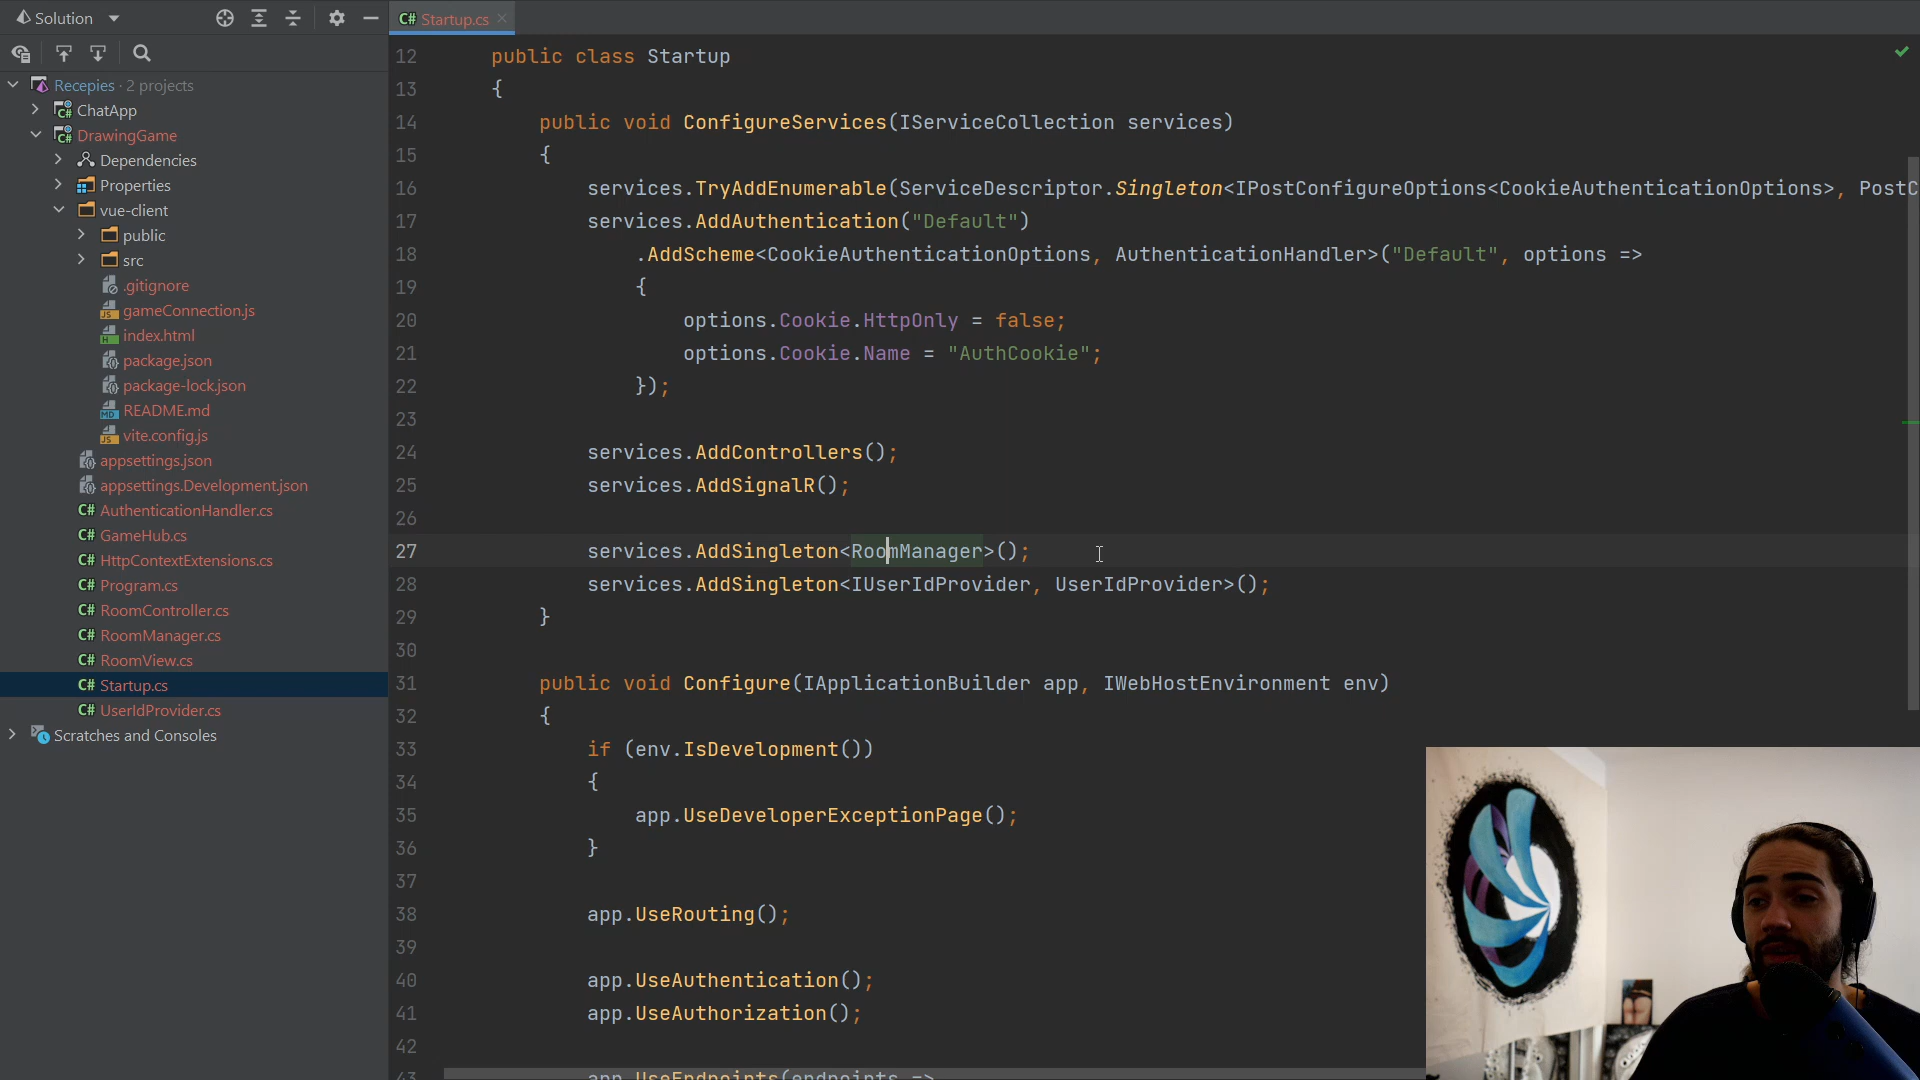 Solution
Recepies · 2 projects
ChatApp
DrawingGame
Dependencies
Properties
vue-client
public
src
.gitignore
gameConnection.js
index.html
package.json
package-lock.json
README.md
vite.config.js
appsettings.json
appsettings.Development.json
C# AuthenticationHandler.cs
C# GameHub.cs
C# HttpContextExtensions.cs
C# Program.cs
C# RoomController.cs
C# RoomManager.cs
C# RoomView.cs
C# Startup.cs
C# UserIdProvider.cs
Scratches and Consoles
C# Startup.cs
12 public class Startup
13 {
14 public void ConfigureServices(IServiceCollection services)
15 {
16 services.TryAddEnumerable(ServiceDescriptor.Singleton<IPostConfigureOptions<CookieAuthenticationOptions>, PostC
17 services.AddAuthentication("Default")
18 .AddScheme<CookieAuthenticationOptions, AuthenticationHandler>("Default", options =>
19 {
20 options.Cookie.HttpOnly = false;
21 options.Cookie.Name = "AuthCookie";
22 });
23
24 services.AddControllers();
25 services.AddSignalR();
26
27 services.AddSingleton<RoomManager>();
28 services.AddSingleton<IUserIdProvider, UserIdProvider>();
29 }
30
31 public void Configure(IApplicationBuilder app, IWebHostEnvironment env)
32 {
33 if (env.IsDevelopment())
34 {
35 app.UseDeveloperExceptionPage();
36 }
37
38 app.UseRouting();
39
40 app.UseAuthentication();
41 app.UseAuthorization();
42
43 app.UseEndpoints(endpoints =>